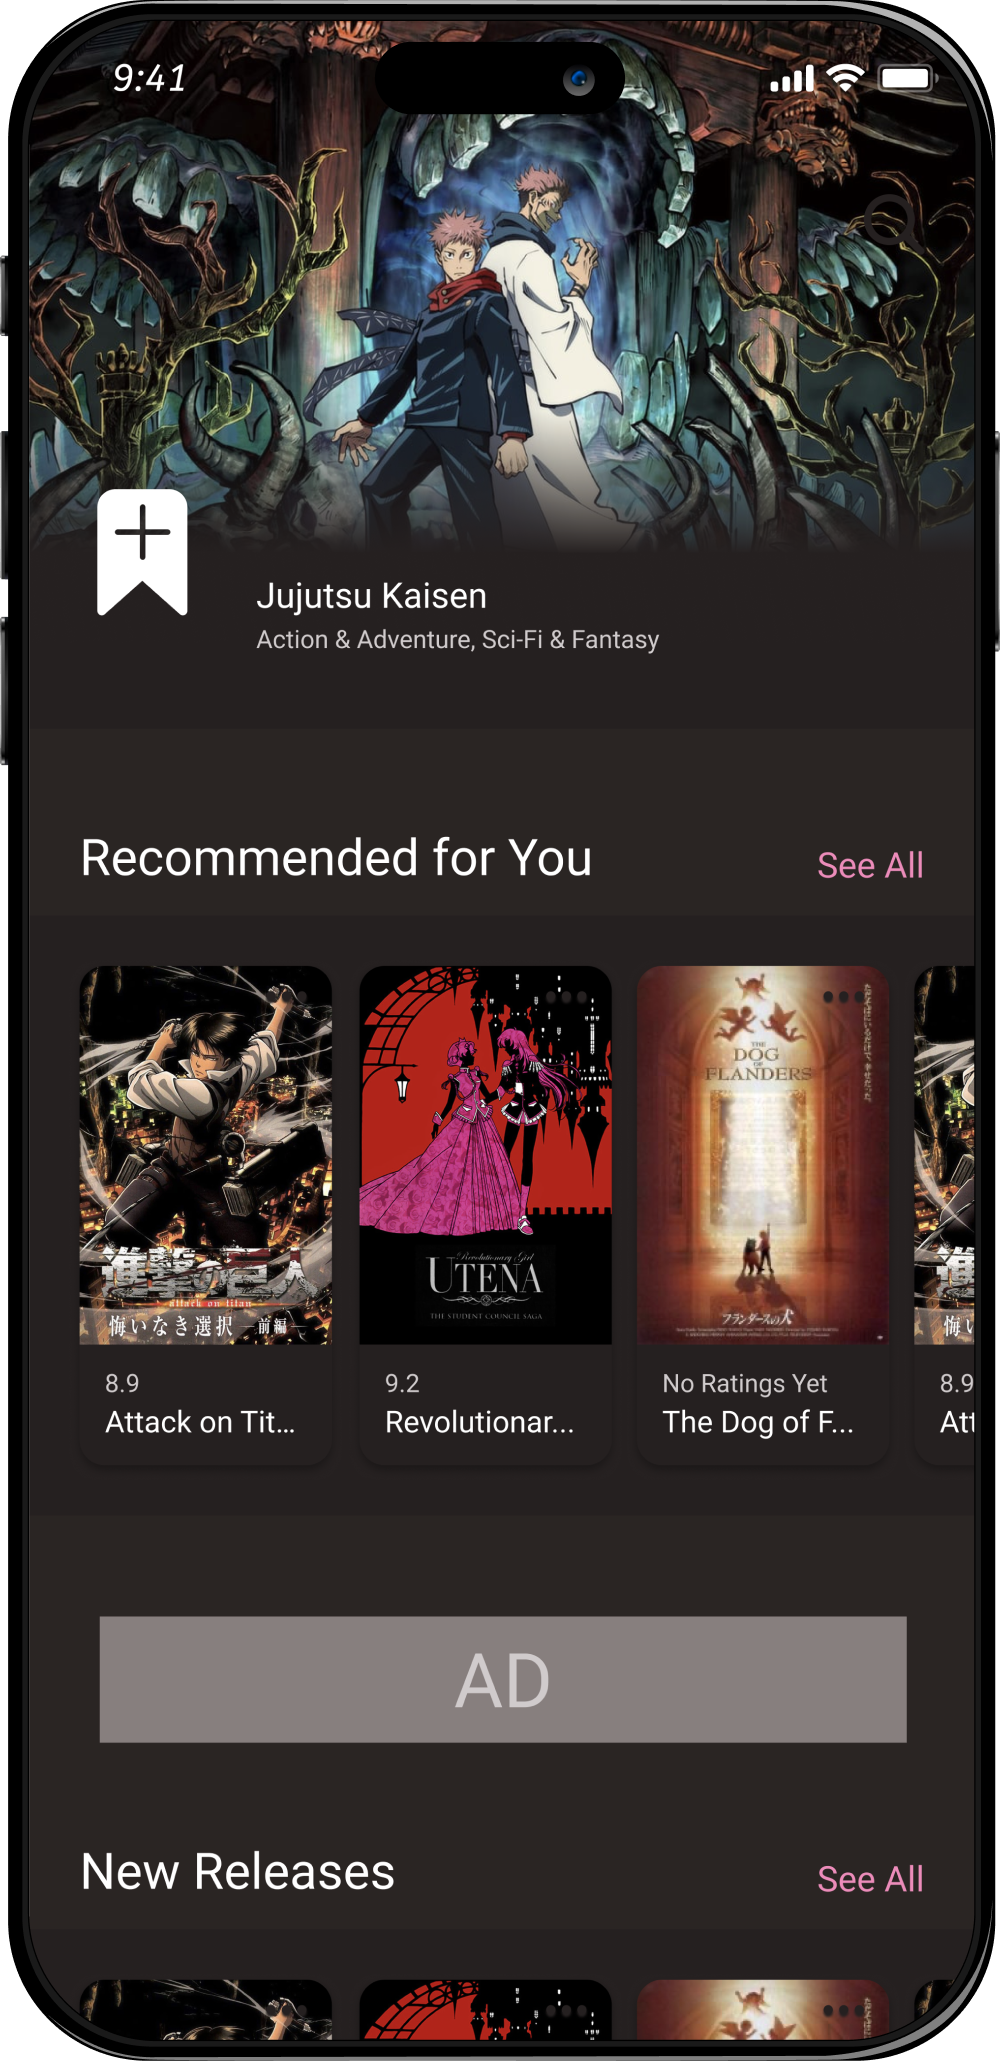 9:41
Jujutsu Kaisen
Action & Adventure, Sci-Fi & Fantasy
Recommended for You
See All
進撃の巨人
attack on titan
悔いなき選択 —前編—
8.9
Attack on Tit...
Revolutionary Girl
UTENA
THE STUDENT COUNCIL SAGA
9.2
Revolutionar...
THE
DOG
OF
FLANDERS
フランダースの犬
No Ratings Yet
The Dog of F...
8.9
Att
AD
New Releases
See All